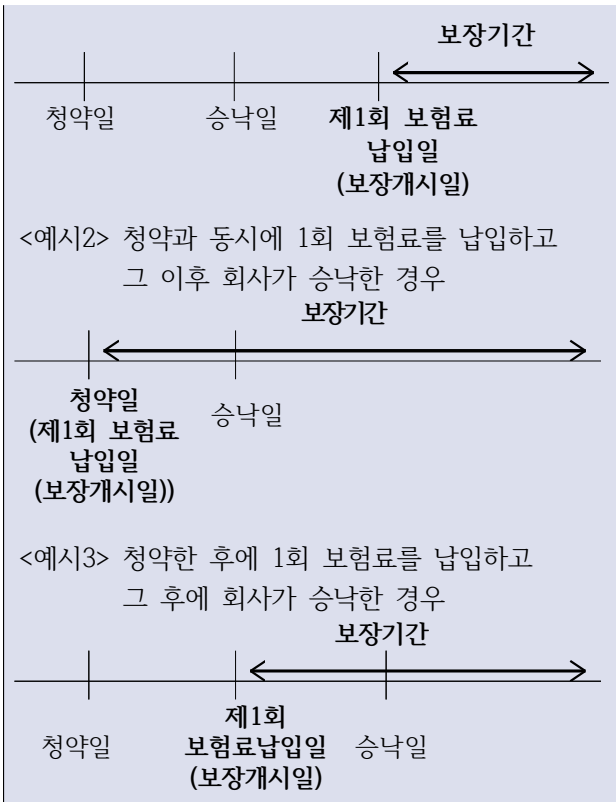 보장기간
청약일 승낙일 제1회 보험료
납입일
(보장개시일)
<예시2> 청약과 동시에 1회 보험료를 납입하고
그 이후 회사가 승낙한 경우
보장기간
청약일 승낙일
(제1회 보험료
납입일
(보장개시일))
<예시3> 청약한 후에 1회 보험료를 납입하고
그 후에 회사가 승낙한 경우
보장기간
제1회
청약일 보험료납입일 승낙일
(보장개시일)